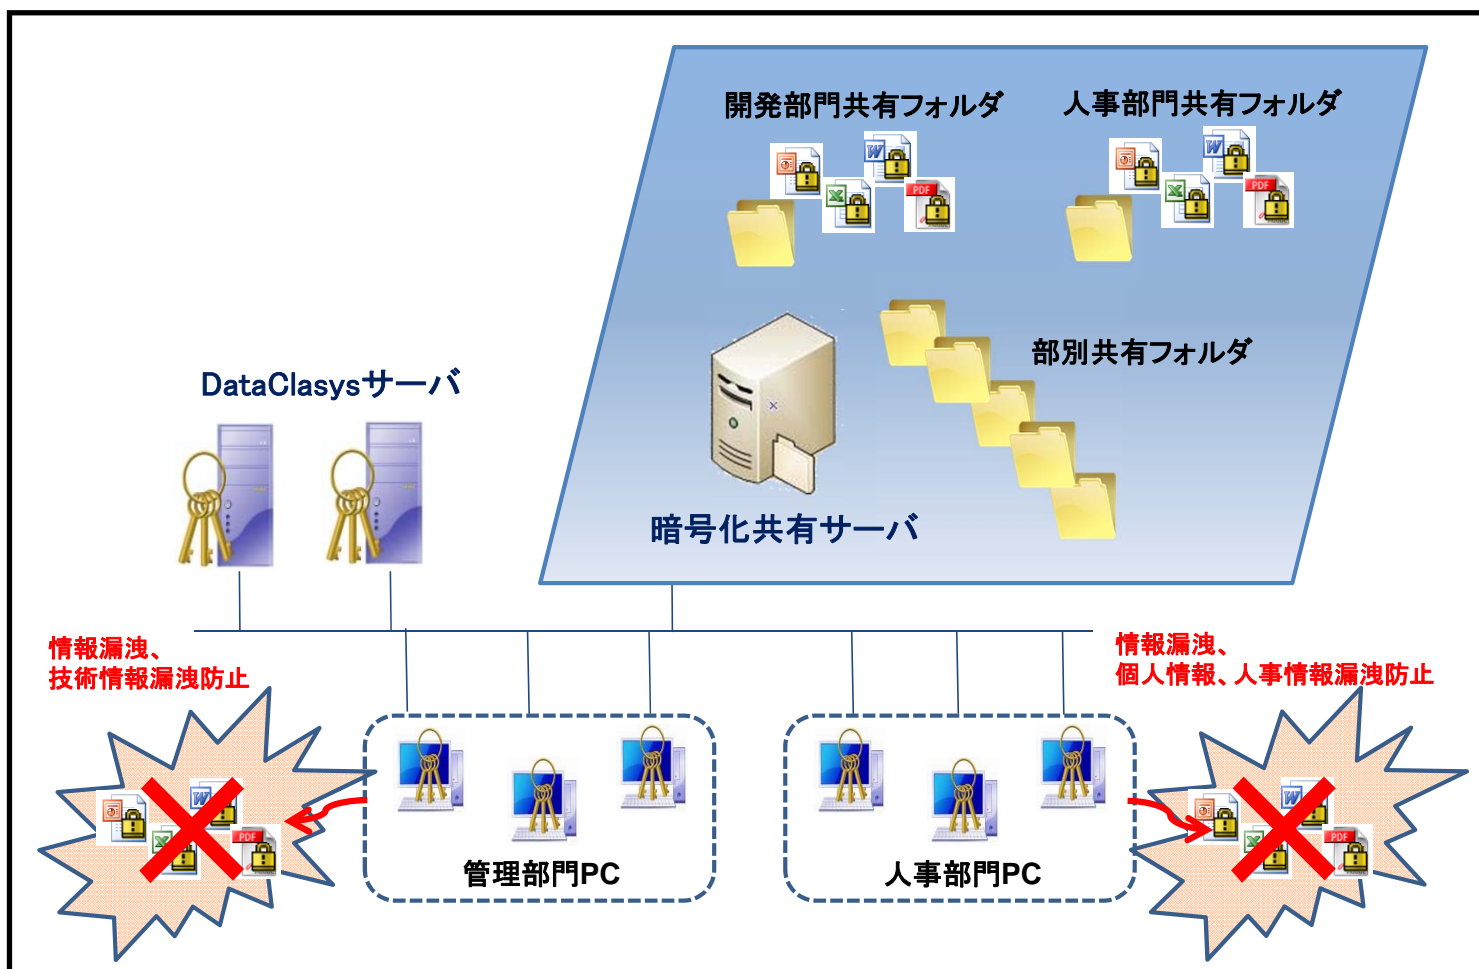 開発部門共有フォルダ
人事部門共有フォルダ
W
PDF
W
PDF
部別共有フォルダ
DataClasysサーバ
暗号化共有サーバ
情報漏洩、
技術情報漏洩防止
情報漏洩、
個人情報、人事情報漏洩防止
W
PDF
管理部門PC
人事部門PC
W
PDF